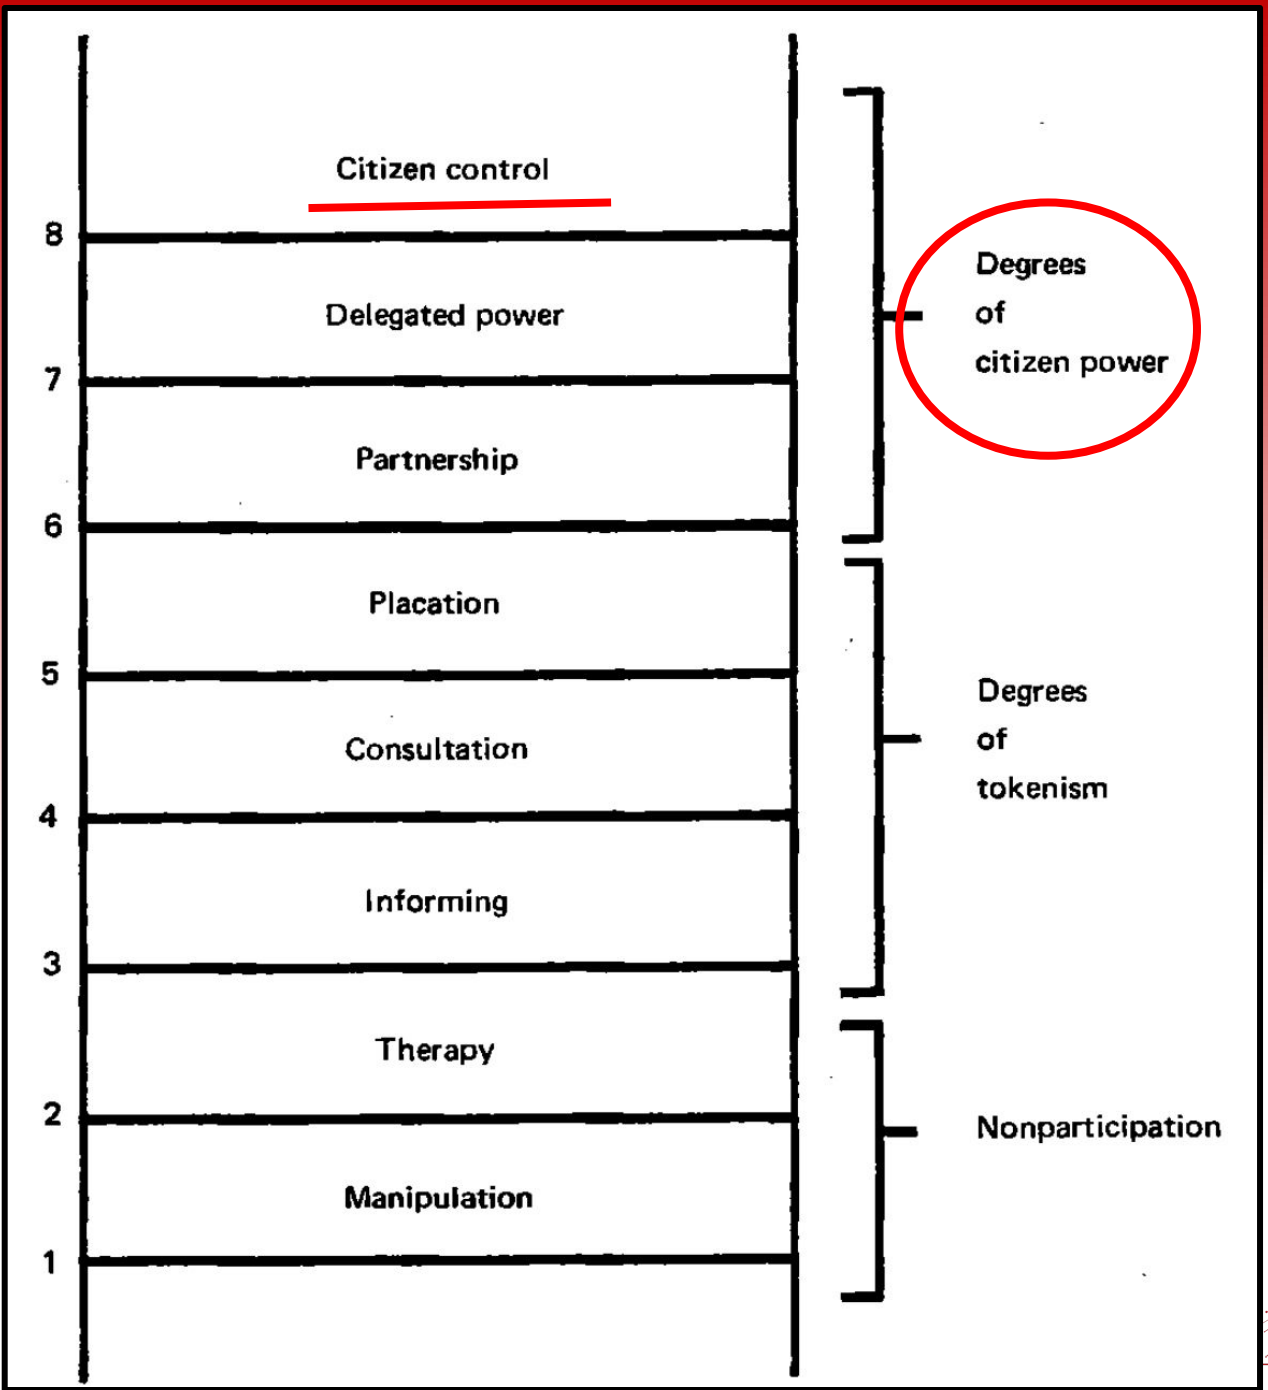 Citizen control
8
Delegated power
7
Partnership
6
Placation
5
Consultation
4
Informing
3
Therapy
2
Manipulation
1
Degrees
of
citizen power
Degrees
of
tokenism
Nonparticipation